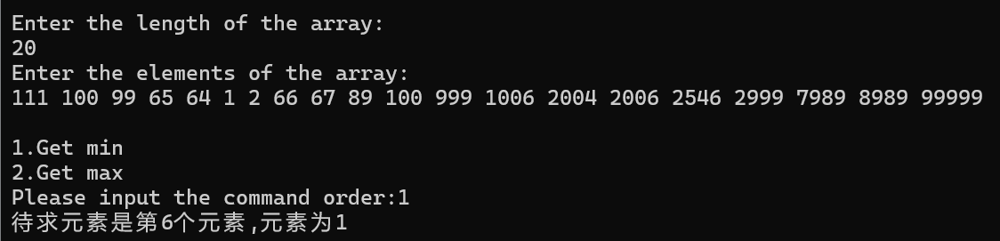 Enter the length of the array:
20
Enter the elements of the array:
111 100 99 65 64 1 2 66 67 89 100 999 1006 2004 2006 2546 2999 7989 8989 99999
1.Get min
2.Get max
Please input the command order:1
待求元素是第6个元素,元素为1